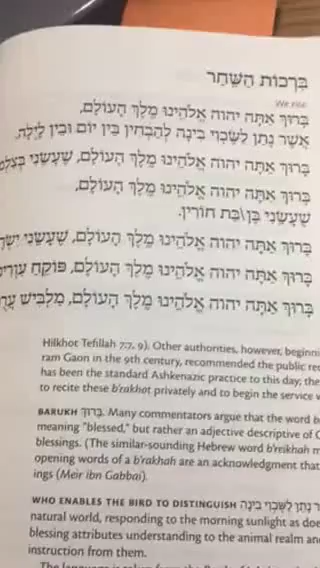 בִּרְכוֹת הַשַּׁחַר
We rise.
בָּרוּךְ אַתָּה יהוה אֱלֹהֵינוּ מֶלֶךְ הָעוֹלָם,
אֲשֶׁר נָתַן לַשֶּׂכְוִי בִינָה לְהַבְחִין בֵּין יוֹם וּבֵין לָיְלָה.
בָּרוּךְ אַתָּה יהוה אֱלֹהֵינוּ מֶלֶךְ הָעוֹלָם, שֶׁעָשַׂנִי בְּצַלְמ
בָּרוּךְ אַתָּה יהוה אֱלֹהֵינוּ מֶלֶךְ הָעוֹלָם,
שֶׁעָשַׂנִי בֶּן\בַּת חוֹרִין.
בָּרוּךְ אַתָּה יהוה אֱלֹהֵינוּ מֶלֶךְ הָעוֹלָם, שֶׁעָשַׂנִי יִשְׂרָ
בָּרוּךְ אַתָּה יהוה אֱלֹהֵינוּ מֶלֶךְ הָעוֹלָם, פּוֹקֵחַ עִוְרִים
בָּרוּךְ אַתָּה יהוה אֱלֹהֵינוּ מֶלֶךְ הָעוֹלָם, מַלְבִּישׁ עֲרֻ
Hilkhot Tefillah 7:7, 9). Other authorities, however, beginni
ram Gaon in the 9th century, recommended the public rec
has been the standard Ashkenazic practice to this day; the
to recite these b'rakhot privately and to begin the service w
BARUKH בָּרוּךְ. Many commentators argue that the word b
meaning "blessed," but rather an adjective descriptive of G
blessings. (The similar-sounding Hebrew word b'reikhah m
opening words of a b'rakhah are an acknowledgment that
ings (Meir ibn Gabbai).
WHO ENABLES THE BIRD TO DISTINGUISH ר נָתַן לַשֶּׂכְוִי בִינָה
natural world, responding to the morning sunlight as doe
blessing attributes understanding to the animal realm and
instruction from them.